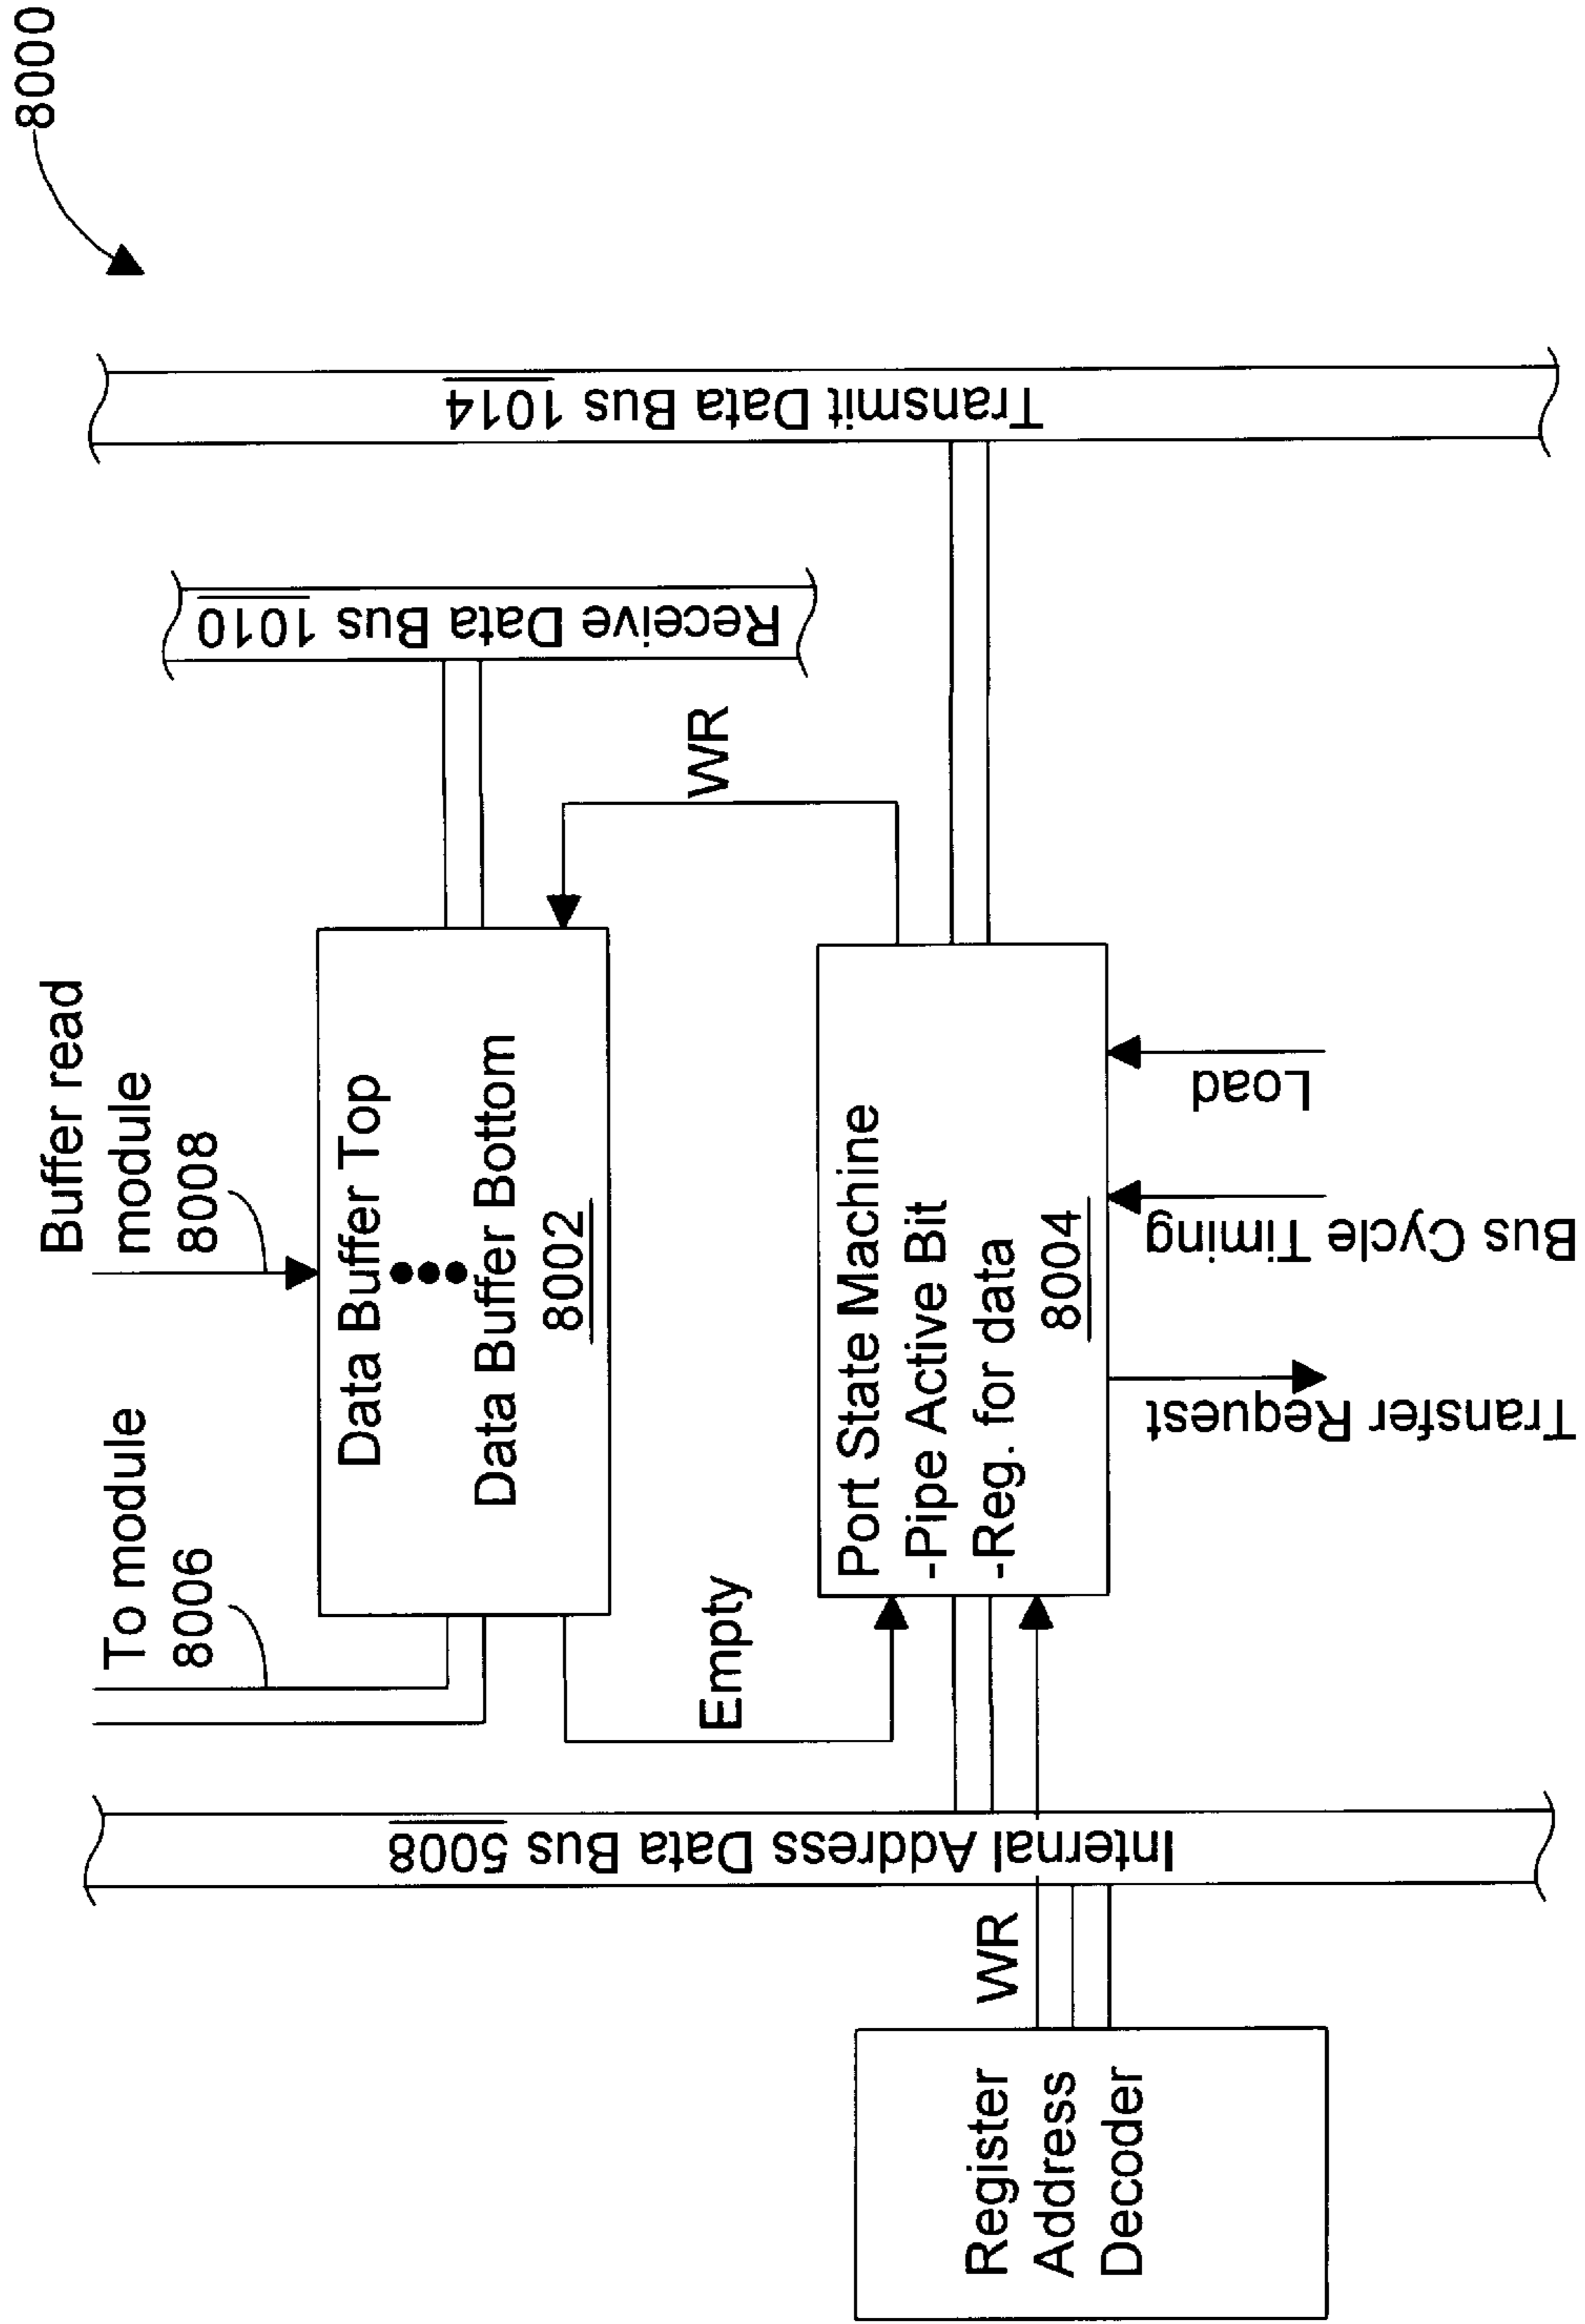 8000
Buffer read
module
8008
To module
8006
Data Buffer Top
Data Buffer Bottom
8002
Receive Data Bus 1010
Transmit Data Bus 1014
WR
Empty
Port State Machine
-Pipe Active Bit
-Reg. for data
8004
Internal Address Data Bus 5008
WR
Register
Address
Decoder
Transfer Request
Bus Cycle Timing
Load